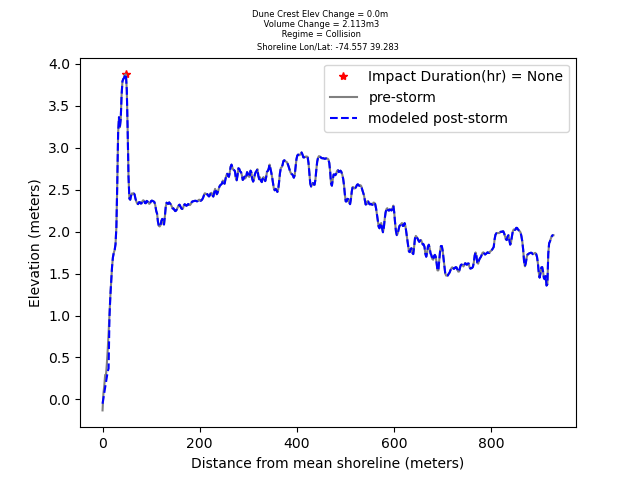 Dune Crest Elev Change = 0.0m
Volume Change = 2.113m3
Regime = Collision
Shoreline Lon/Lat: -74.557 39.283
Impact Duration(hr) = None
pre-storm
modeled post-storm
4.0
3.5
3.0
2.5
2.0
1.5
1.0
0.5
0.0
Elevation (meters)
0 200 400 600 800
Distance from mean shoreline (meters)